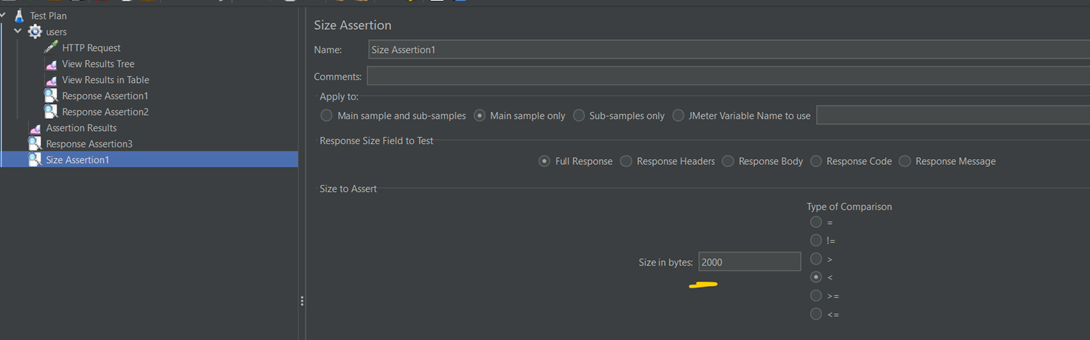 Test Plan
users
HTTP Request
View Results Tree
View Results in Table
Response Assertion1
Response Assertion2
Assertion Results
Response Assertion3
Size Assertion1
Size Assertion
Name: Size Assertion1
Comments:
Apply to:
Main sample and sub-samples Main sample only Sub-samples only JMeter Variable Name to use
Response Size Field to Test
Full Response Response Headers Response Body Response Code Response Message
Size to Assert
Type of Comparison
=
!=
>
Size in bytes: 2000
<
>=
<=